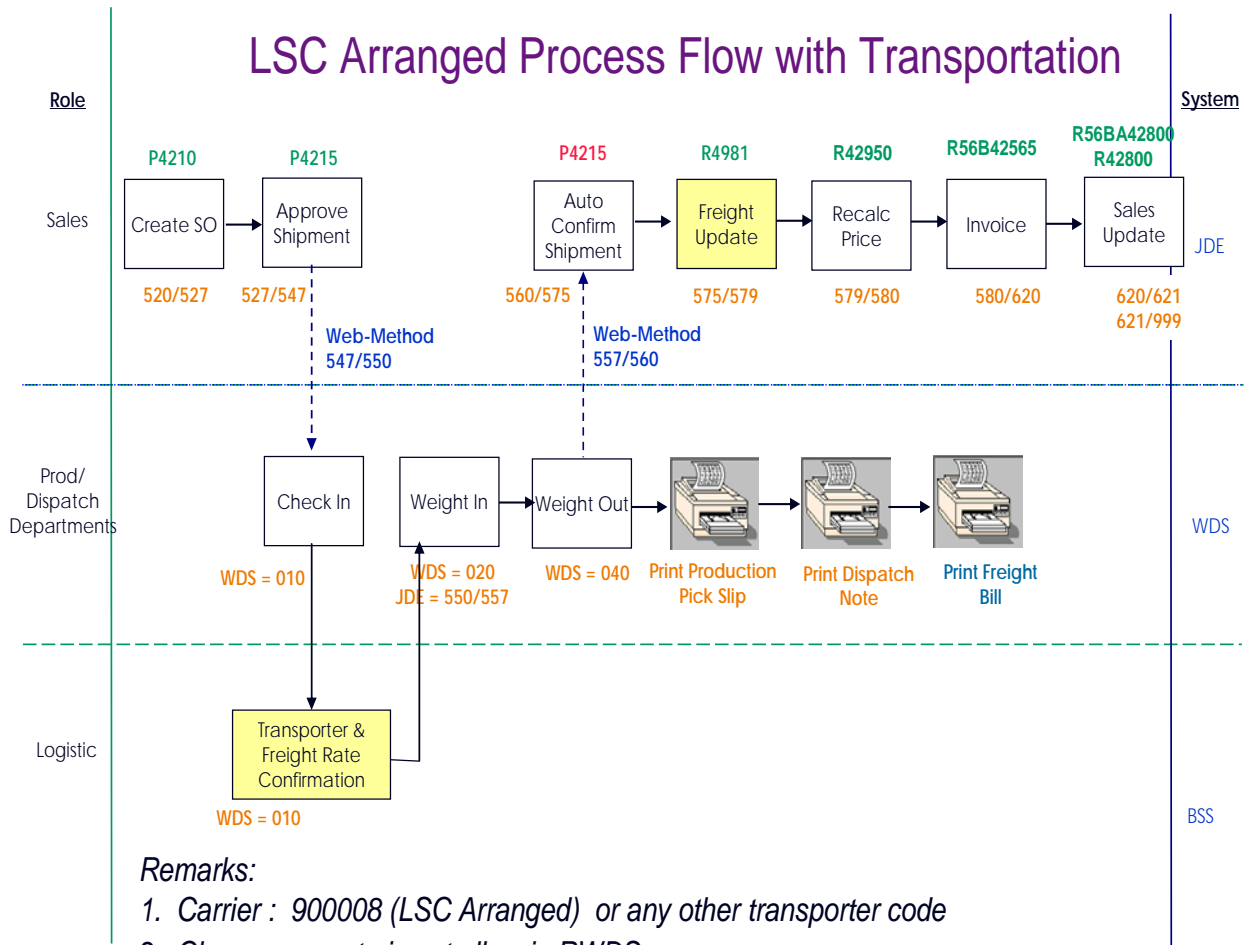 LSC Arranged Process Flow with Transportation
Role
System
P4210
P4215
P4215
R4981
R42950
R56B42565
R56BA42800
R42800
Sales
Create SO
Approve
Shipment
Auto
Confirm
Shipment
Freight
Update
Recalc
Price
Invoice
Sales
Update
JDE
520/527
527/547
560/575
575/579
579/580
580/620
620/621
621/999
Web-Method
547/550
Web-Method
557/560
Prod/
Dispatch
Departments
Check In
Weight In
Weight Out
WDS
WDS = 010
WDS = 020
JDE = 550/557
WDS = 040
Print Production
Pick Slip
Print Dispatch
Note
Print Freight
Bill
Logistic
Transporter &
Freight Rate
Confirmation
WDS = 010
BSS
Remarks:
1. Carrier : 900008 (LSC Arranged) or any other transporter code